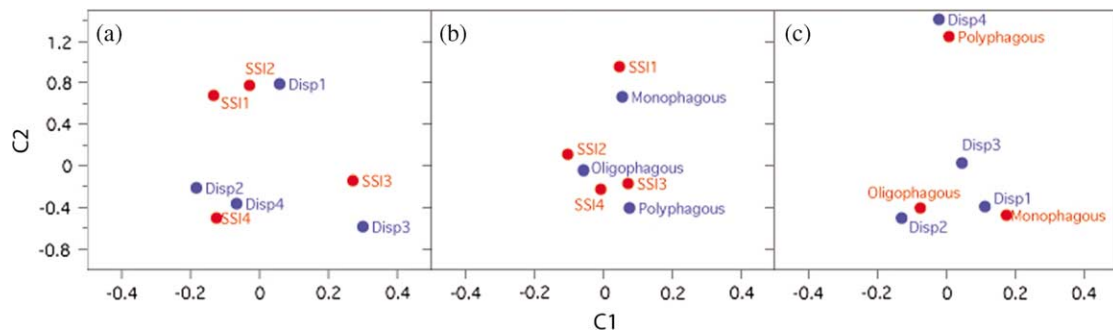 (a) (b) (c)
1.2
0.8
0.4
0
-0.4
-0.8
C2
SSI2
SSI1
Disp1
Disp2
Disp4
SSI4
SSI3
Disp3
SSI1
Monophagous
SSI2
Oligophagous
SSI3
SSI4
Polyphagous
Disp4
Polyphagous
Disp3
Oligophagous
Disp2
Disp1
Monophagous
-0.4 -0.2 0 0.2 0.4 -0.4 -0.2 0 0.2 0.4 -0.4 -0.2 0 0.2 0.4
C1